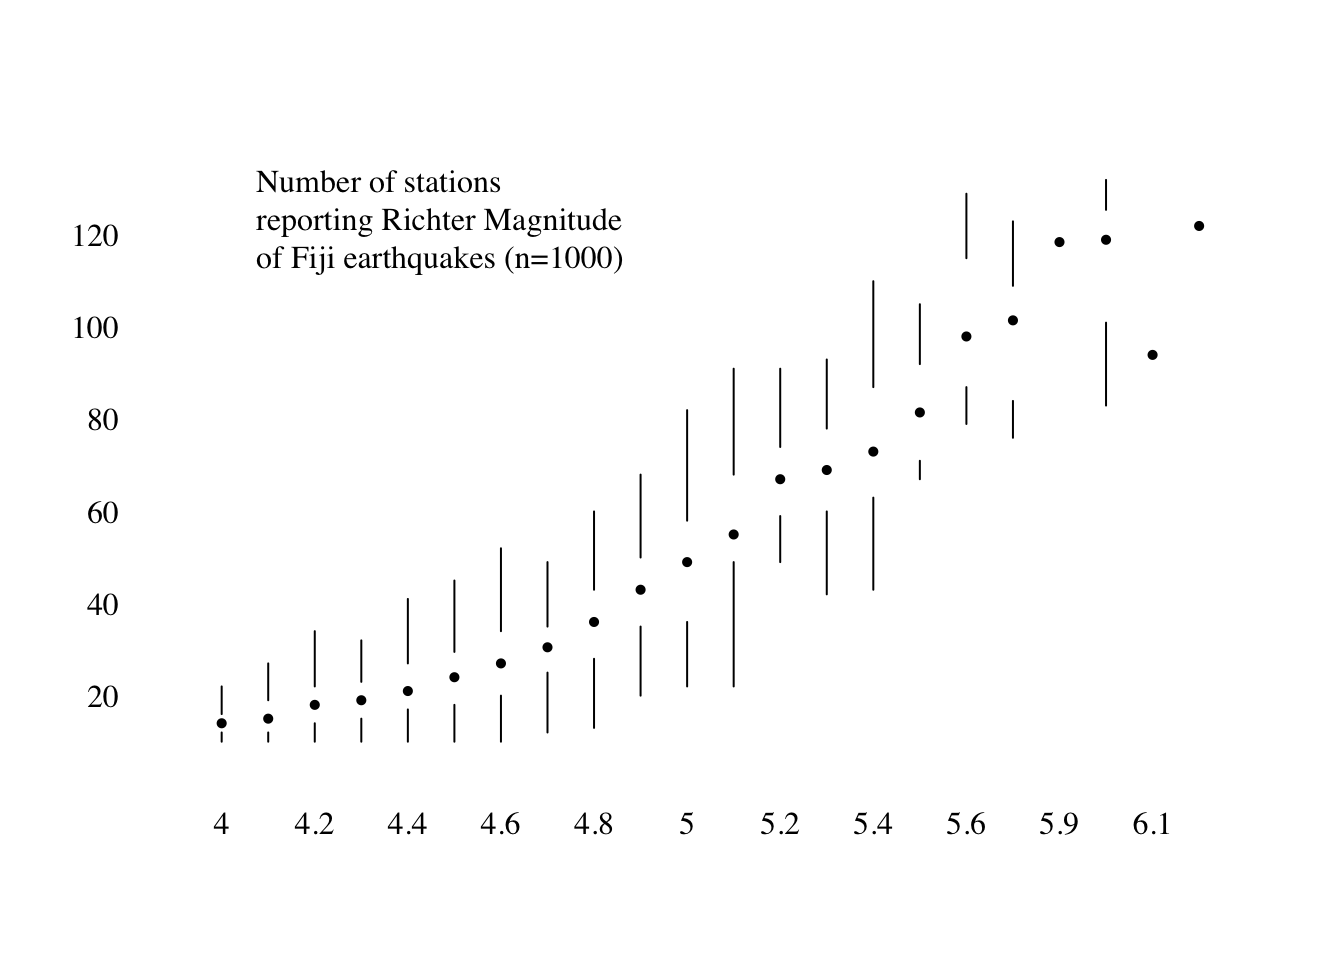 Number of stations
reporting Richter Magnitude
of Fiji earthquakes (n=1000)
120
100
80
60
40
20
4 4.2 4.4 4.6 4.8 5 5.2 5.4 5.6 5.9 6.1